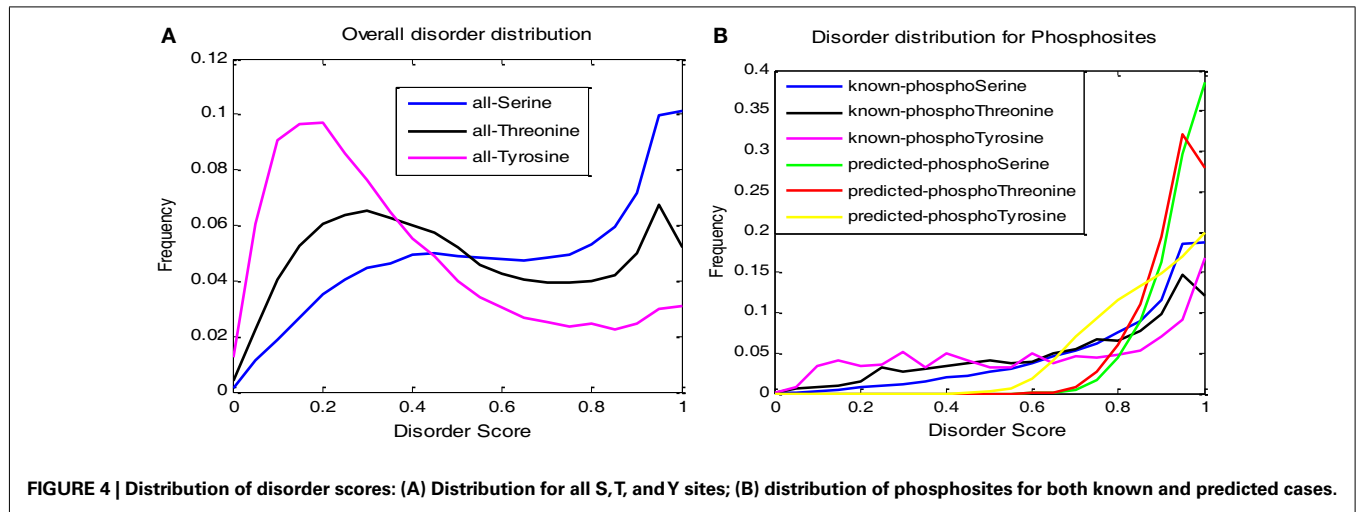 A
Overall disorder distribution
0.12
0.1
0.08
0.06
0.04
0.02
0
Frequency
all-Serine
all-Threonine
all-Tyrosine
0 0.2 0.4 0.6 0.8 1
Disorder Score
B
Disorder distribution for Phosphosites
0.4
0.35
0.3
0.25
0.2
0.15
0.1
0.05
0
Frequency
known-phosphoSerine
known-phosphoThreonine
known-phosphoTyrosine
predicted-phosphoSerine
predicted-phosphoThreonine
predicted-phosphoTyrosine
0 0.2 0.4 0.6 0.8 1
Disorder Score
FIGURE 4 | Distribution of disorder scores: (A) Distribution for all S, T, and Y sites; (B) distribution of phosphosites for both known and predicted cases.